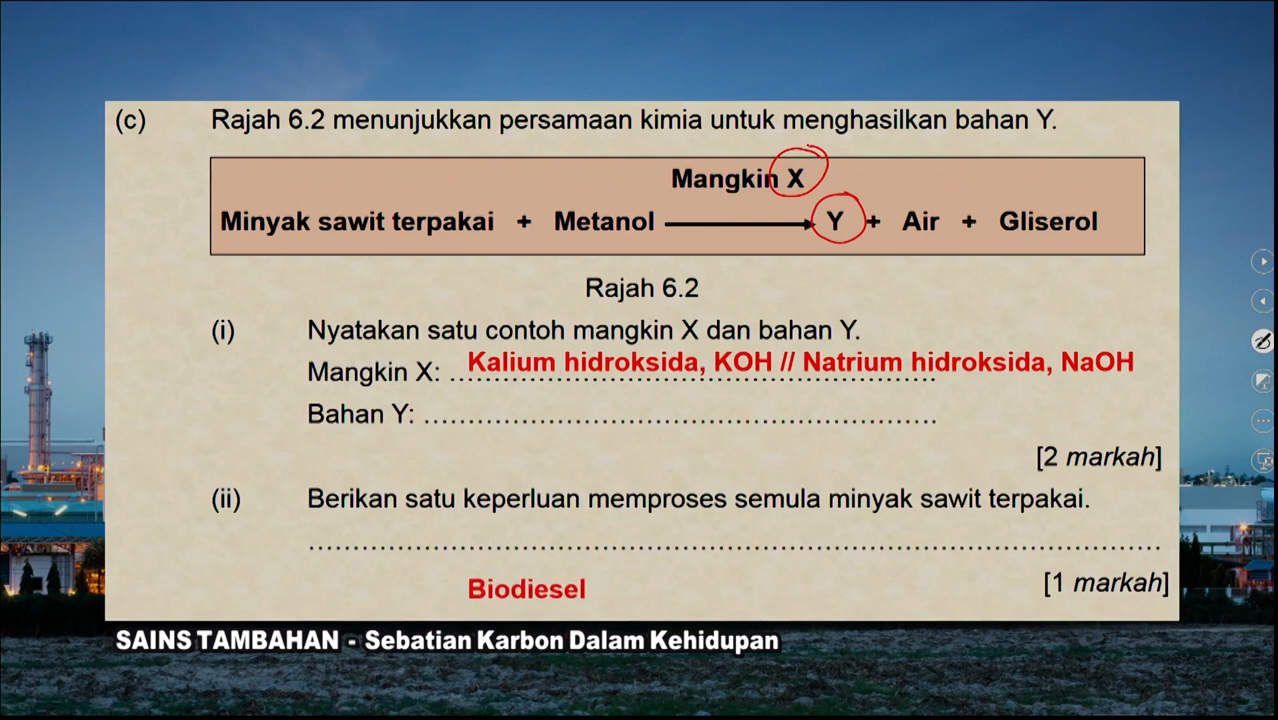 (c) Rajah 6.2 menunjukkan persamaan kimia untuk menghasilkan bahan Y.
Mangkin X
Minyak sawit terpakai + Metanol → Y + Air + Gliserol
Rajah 6.2
(i) Nyatakan satu contoh mangkin X dan bahan Y.
Mangkin X: Kalium hidroksida, KOH // Natrium hidroksida, NaOH
Bahan Y: ............................................................
[2 markah]
(ii) Berikan satu keperluan memproses semula minyak sawit terpakai.
............................................................
Biodiesel
[1 markah]
SAINS TAMBAHAN - Sebatian Karbon Dalam Kehidupan